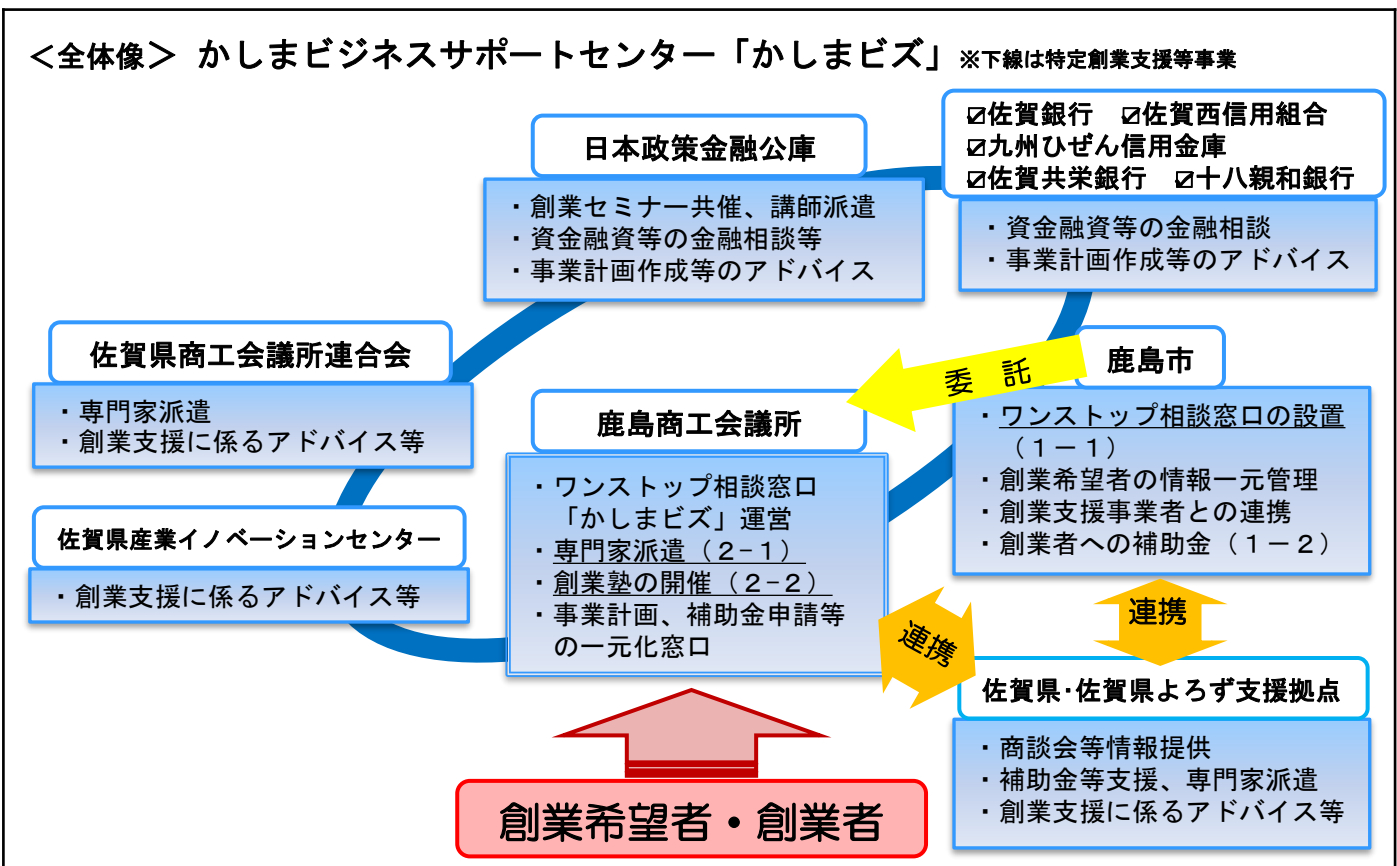 <全体像> かしまビジネスサポートセンター「かしまビズ」※下線は特定創業支援等事業
☑佐賀銀行 ☑佐賀西信用組合
☑九州ひぜん信用金庫
☑佐賀共栄銀行 ☑十八親和銀行
・資金融資等の金融相談
・事業計画作成等のアドバイス
日本政策金融公庫
・創業セミナー共催、講師派遣
・資金融資等の金融相談等
・事業計画作成等のアドバイス
佐賀県商工会議所連合会
・専門家派遣
・創業支援に係るアドバイス等
委 託
鹿島市
・ワンストップ相談窓口の設置
(1-1)
・創業希望者の情報一元管理
・創業支援事業者との連携
・創業者への補助金(1-2)
鹿島商工会議所
・ワンストップ相談窓口
「かしまビズ」運営
・専門家派遣(2-1)
・創業塾の開催(2-2)
・事業計画、補助金申請等
の一元化窓口
佐賀県産業イノベーションセンター
・創業支援に係るアドバイス等
連携
連携
佐賀県・佐賀県よろず支援拠点
・商談会等情報提供
・補助金等支援、専門家派遣
・創業支援に係るアドバイス等
創業希望者・創業者